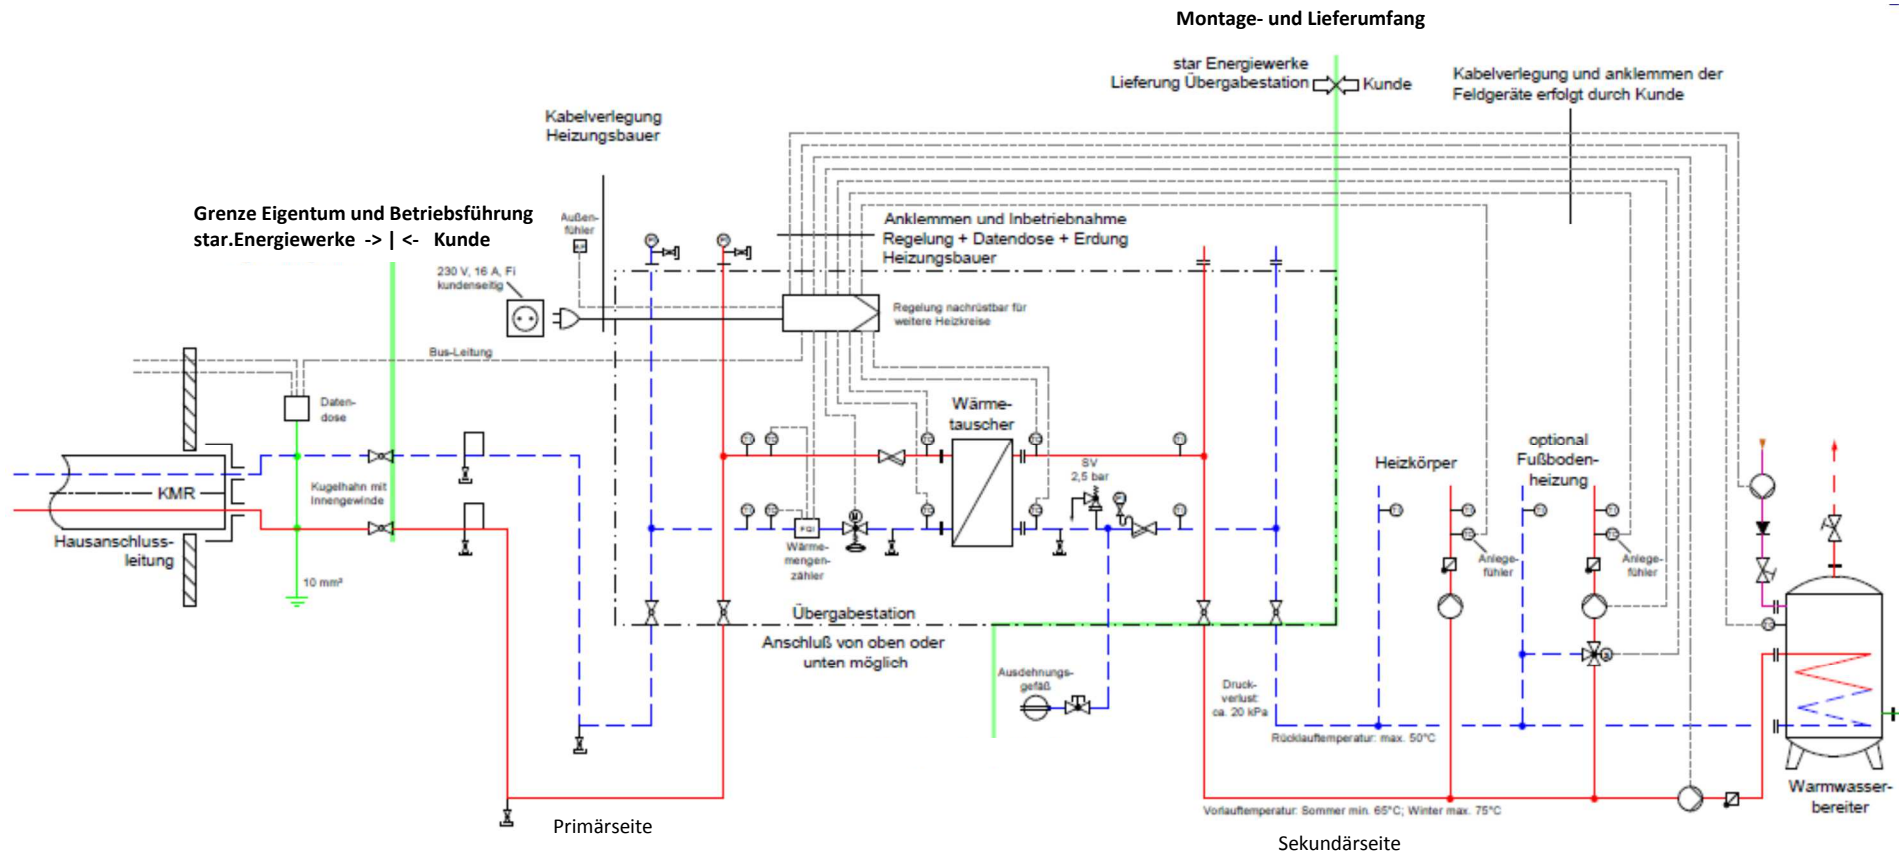 Montage- und Lieferumfang
star Energiewerke
Lieferung Übergabestation
Kunde
Kabelverlegung und anklemmen der
Feldgeräte erfolgt durch Kunde
Kabelverlegung
Heizungsbauer
Grenze Eigentum und Betriebsführung
star.Energiewerke -> | <- Kunde
Außen-
fühler
230 V, 16 A, Fi
kundenseitig
Anklemmen und Inbetriebnahme
Regelung + Datendose + Erdung
Heizungsbauer
Regelung nachrüstbar für
weitere Heizkreise
Bus-Leitung
Daten-
dose
Wärme-
tauscher
SV
2,5 bar
Heizkörper
optional
Fußboden-
heizung
KMR
Kugelhahn mit
Innengewinde
Hausanschluss-
leitung
10 mm²
FQI
M
Wärme-
mengen-
zähler
Anlege-
fühler
Anlege-
fühler
Übergabestation
Anschluß von oben oder
unten möglich
Ausdehnungs-
gefäß
Druck-
verlust:
ca. 20 kPa
Rücklauftemperatur: max. 50°C
Warmwasser-
bereiter
Vorlauftemperatur: Sommer min. 65°C; Winter max. 75°C
Primärseite
Sekundärseite